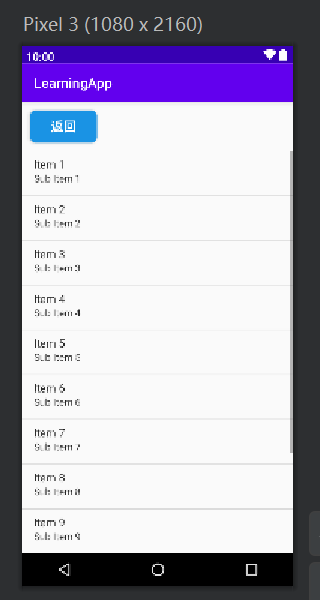 Pixel 3 (1080 x 2160)
10:00
LearningApp
返回
Item 1
Sub Item 1
Item 2
Sub Item 2
Item 3
Sub Item 3
Item 4
Sub Item 4
Item 5
Sub Item 5
Item 6
Sub Item 6
Item 7
Sub Item 7
Item 8
Sub Item 8
Item 9
Sub Item 9